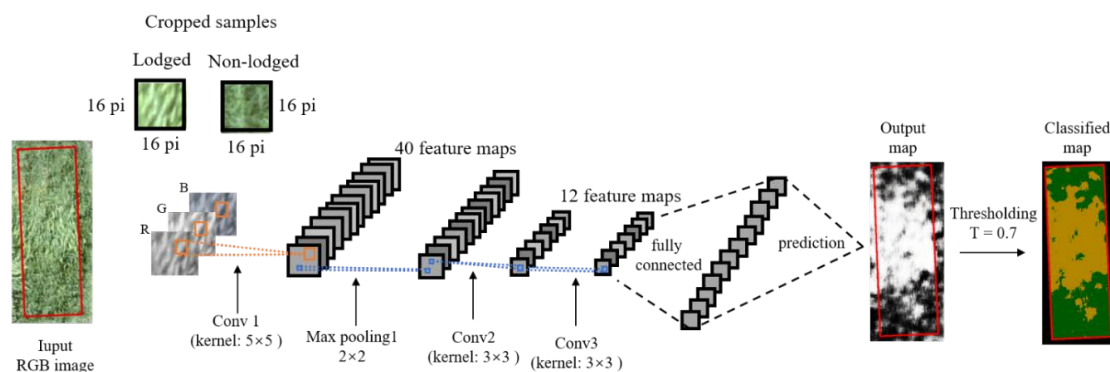 Cropped samples
Lodged Non-lodged
16 pi 16 pi
16 pi 16 pi
40 feature maps
12 feature maps
B
G
R
fully
connected
prediction
Output
map
Classified
map
Thresholding
T = 0.7
Conv 1
(kernel: 5×5 )
Max pooling1
2×2
Conv2
(kernel: 3×3 )
Conv3
(kernel: 3×3 )
Iuput
RGB image